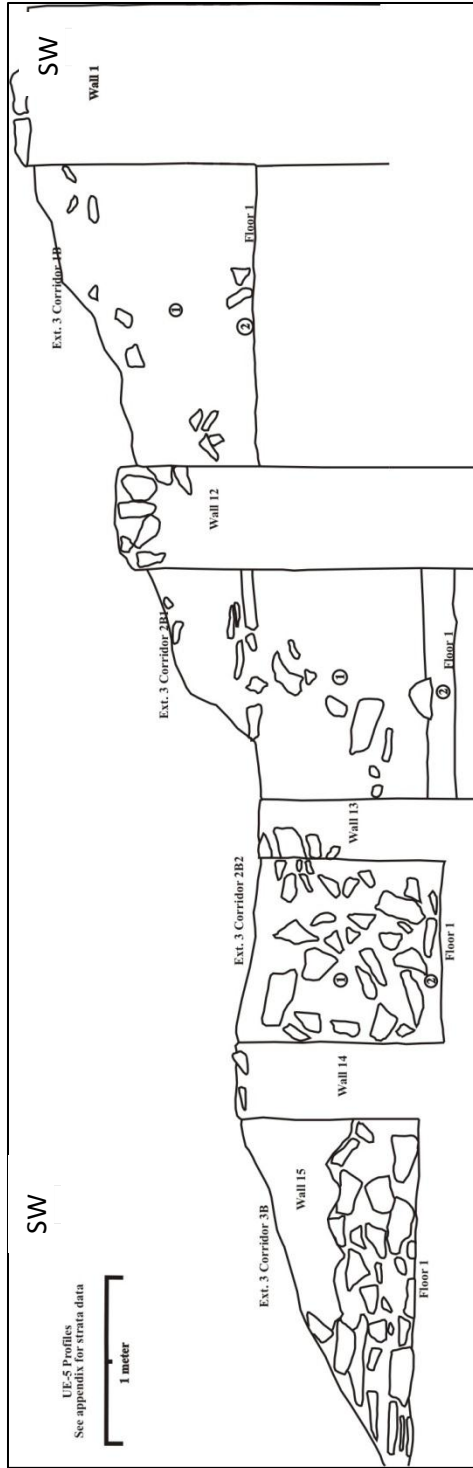 UE-5 Profiles
See appendix for strata data
1 meter
SW
SW
Ext. 3 Corridor 3B
Wall 15
Floor 1
Wall 14
Ext. 3 Corridor 2B2
①
②
Floor 1
Wall 13
Ext. 3 Corridor 2B1
①
②
Floor 1
Wall 12
Ext. 3 Corridor 1B
①
②
Floor 1
Wall 1